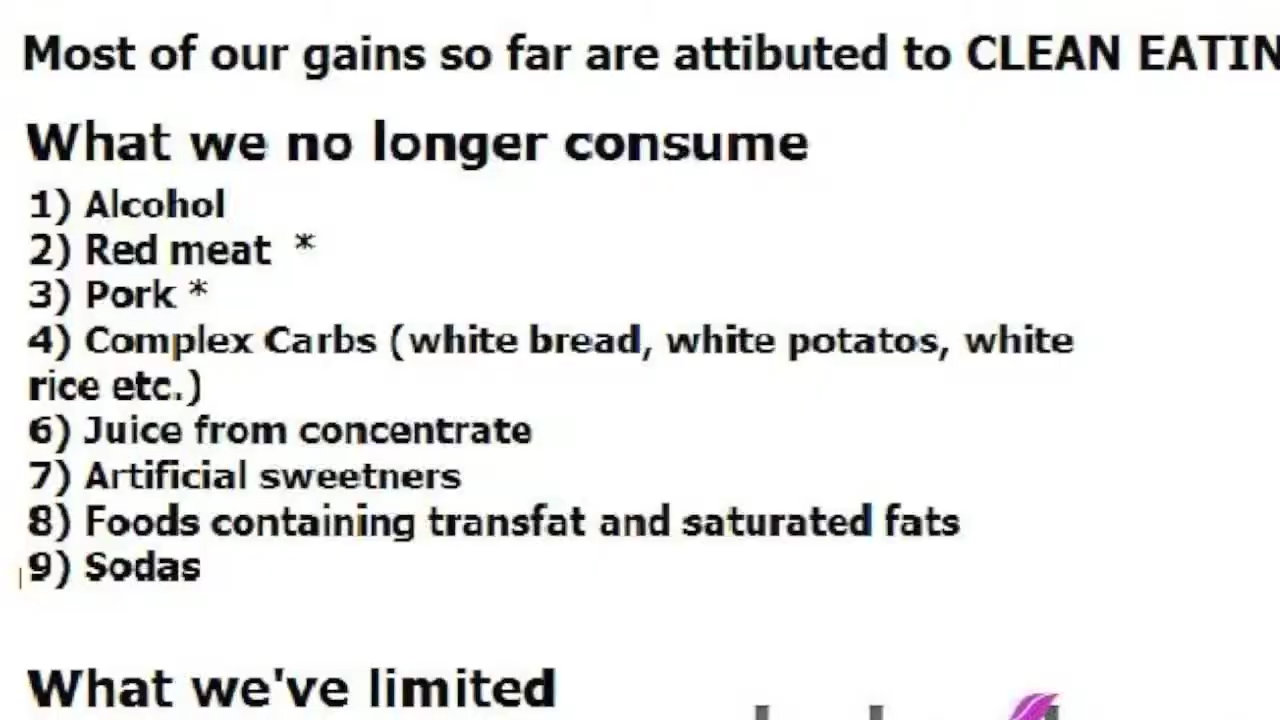 Most of our gains so far are attibuted to CLEAN EATIN
What we no longer consume
1) Alcohol
2) Red meat *
3) Pork *
4) Complex Carbs (white bread, white potatos, white
rice etc.)
6) Juice from concentrate
7) Artificial sweetners
8) Foods containing transfat and saturated fats
9) Sodas
What we've limited